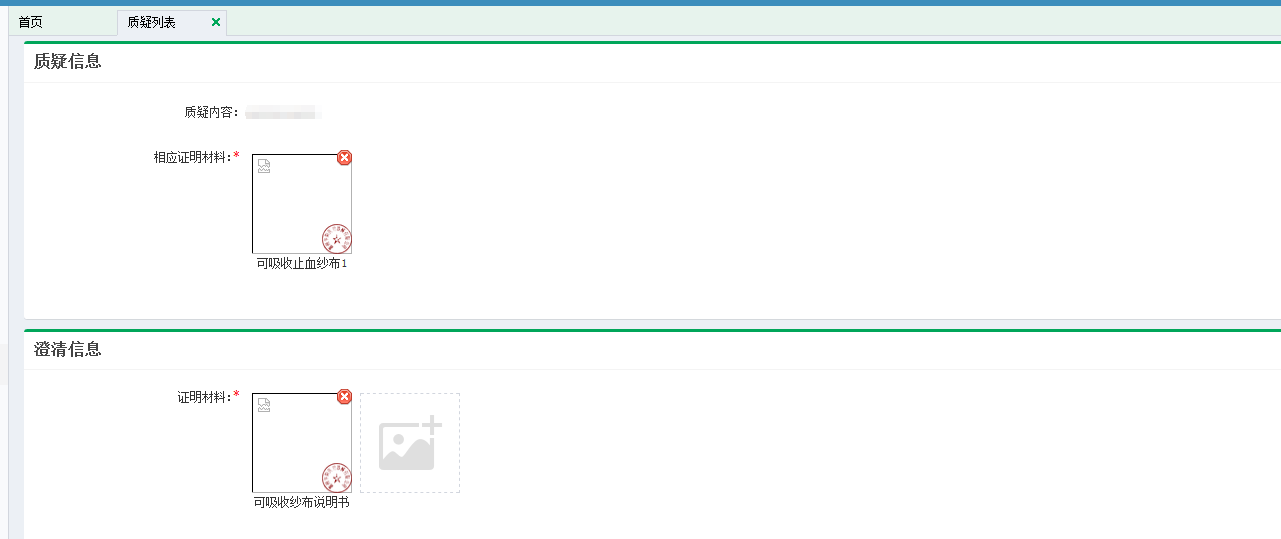 首页
质疑列表
质疑信息
质疑内容：
相应证明材料:*
可吸收止血纱布1
澄清信息
证明材料:*
可吸收纱布说明书